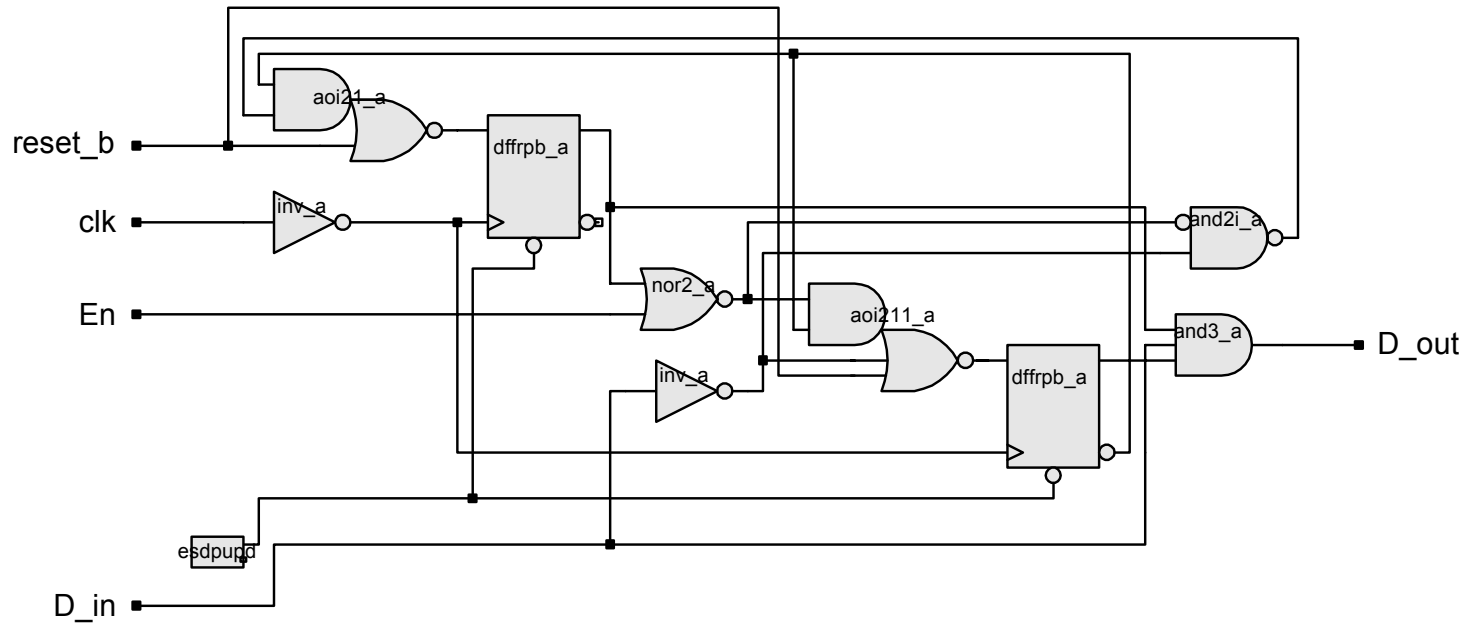 aoi21_a
reset_b
dffrpb_a
clk
inv_a
and2i_a
nor2_a
En
aoi211_a
and3_a
D_out
inv_a
dffrpb_a
esdpupd
D_in